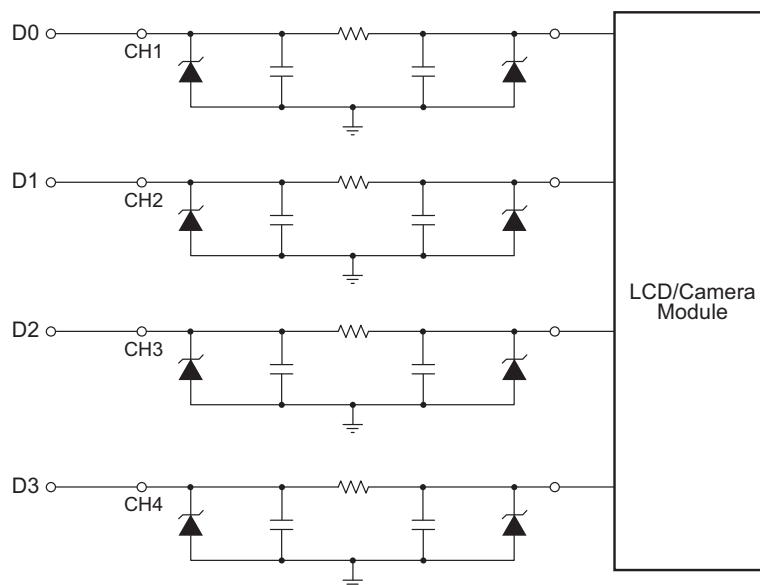 D0
CH1
D1
CH2
LCD/Camera
Module
D2
CH3
D3
CH4